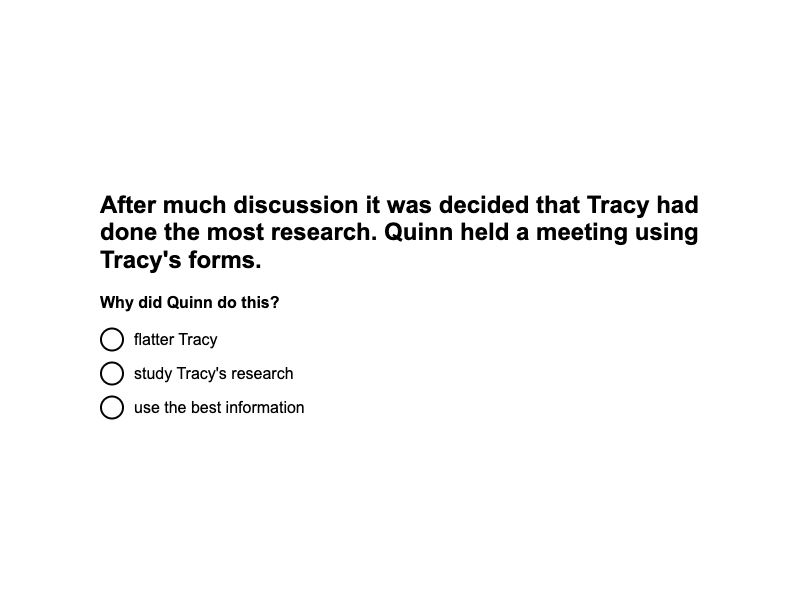 After much discussion it was decided that Tracy had
done the most research. Quinn held a meeting using
Tracy's forms.
Why did Quinn do this?
flatter Tracy
study Tracy's research
use the best information